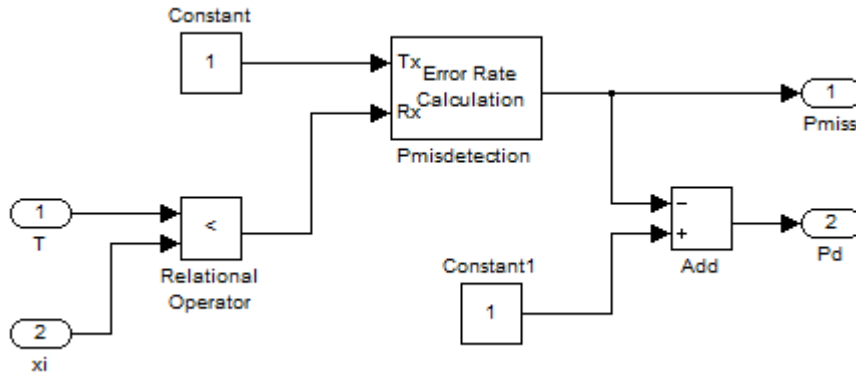 Constant
1
Tx
Error Rate
Calculation
Rx
Pmisdetection
1
Pmiss
1
T
<
Relational
Operator
2
xi
Constant1
1
−
+
Add
2
Pd